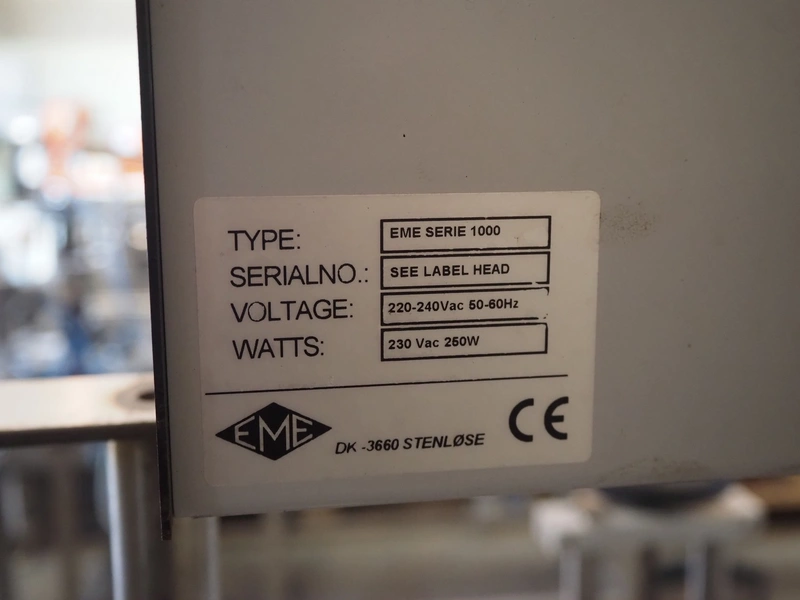 TYPE: EME SERIE 1000
SERIALNO.: SEE LABEL HEAD
VOLTAGE: 220-240Vac 50-60Hz
WATTS: 230 Vac 250W
EME DK -3660 STENLØSE CE